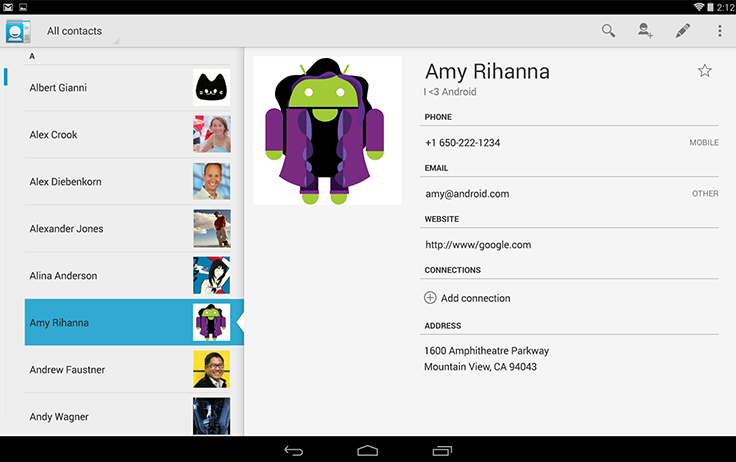 2:12
All contacts
A
Albert Gianni
Alex Crook
Alex Diebenkorn
Alexander Jones
Alina Anderson
Amy Rihanna
Andrew Faustner
Andy Wagner
Amy Rihanna
I <3 Android
PHONE
+1 650-222-1234 MOBILE
EMAIL
amy@android.com OTHER
WEBSITE
http://www/google.com
CONNECTIONS
Add connection
ADDRESS
1600 Amphitheatre Parkway
Mountain View, CA 94043